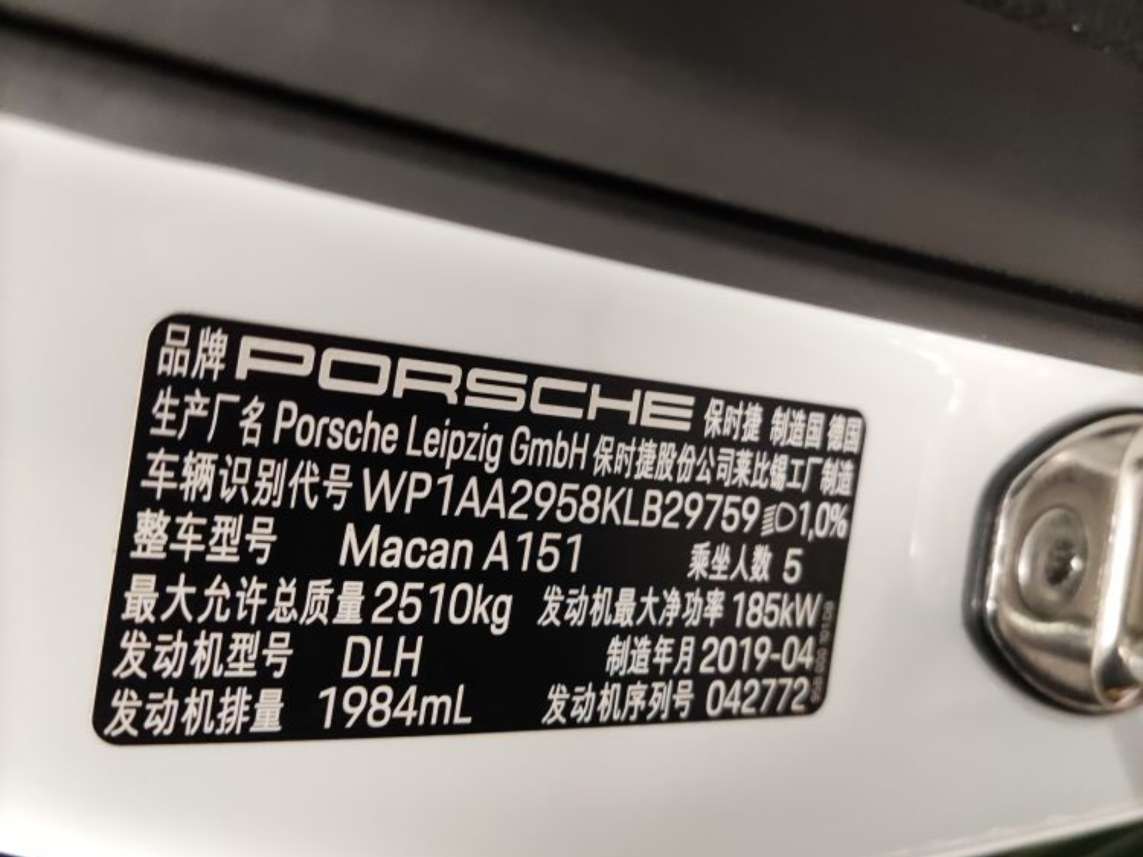 品牌 PORSCHE 保时捷 制造国 德国
生产厂名 Porsche Leipzig GmbH 保时捷股份公司莱比锡工厂制造
车辆识别代号 WP1AA2958KLB29759 1,0%
整车型号 Macan A151 乘坐人数 5
最大允许总质量 2510kg 发动机最大净功率 185kW
发动机型号 DLH 制造年月 2019-04
发动机排量 1984mL 发动机序列号 042772